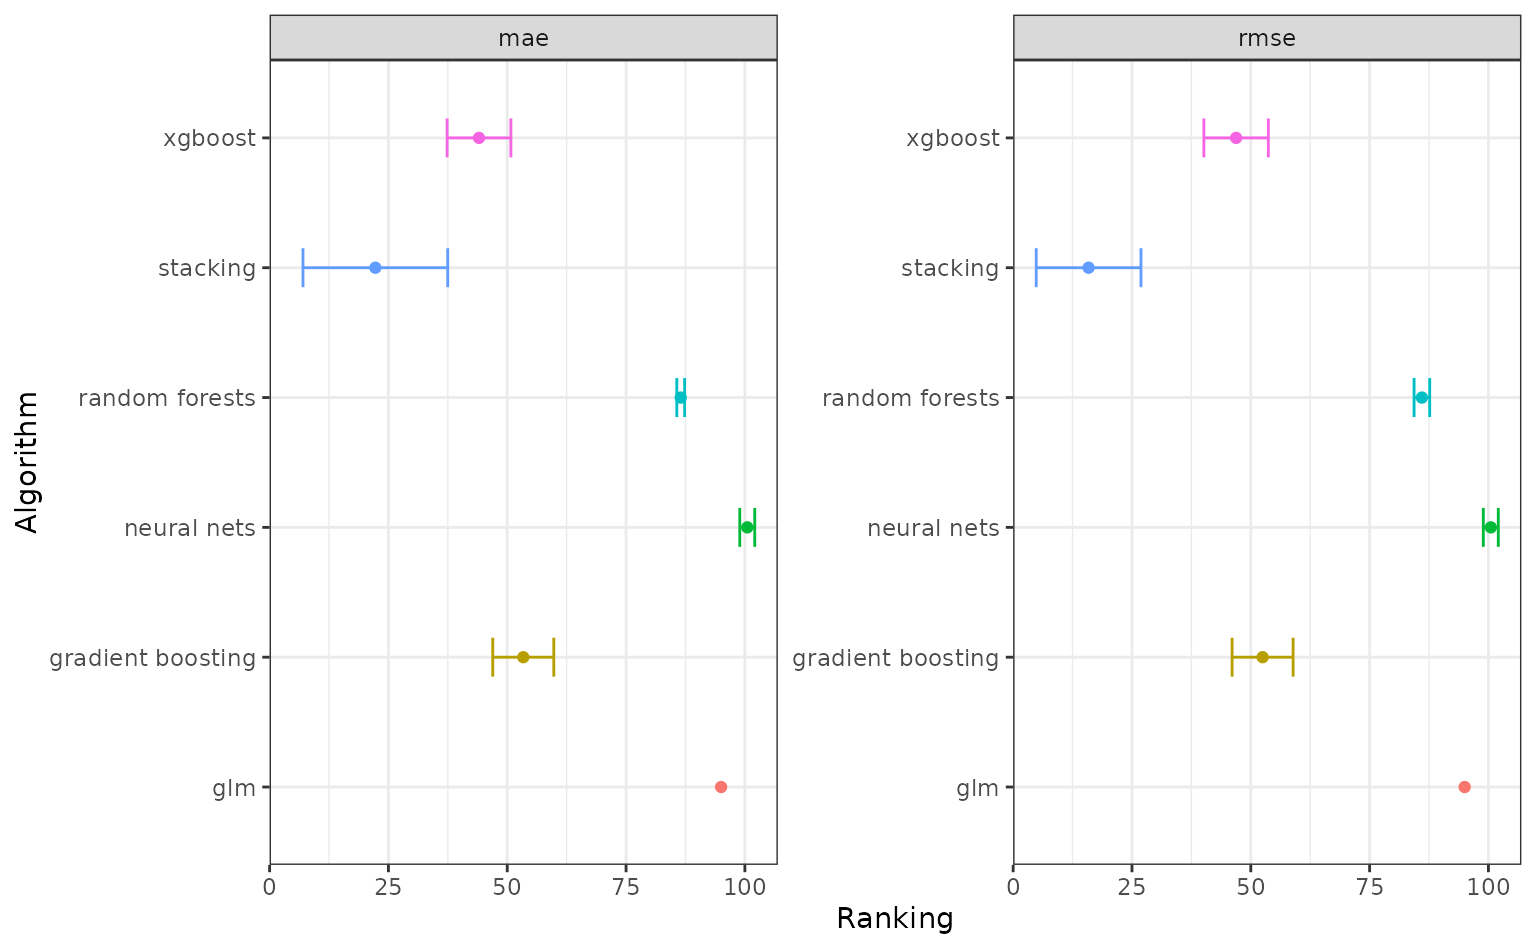 mae
rmse
Algorithm
xgboost
stacking
random forests
neural nets
gradient boosting
glm
xgboost
stacking
random forests
neural nets
gradient boosting
glm
0 25 50 75 100
0 25 50 75 100
Ranking